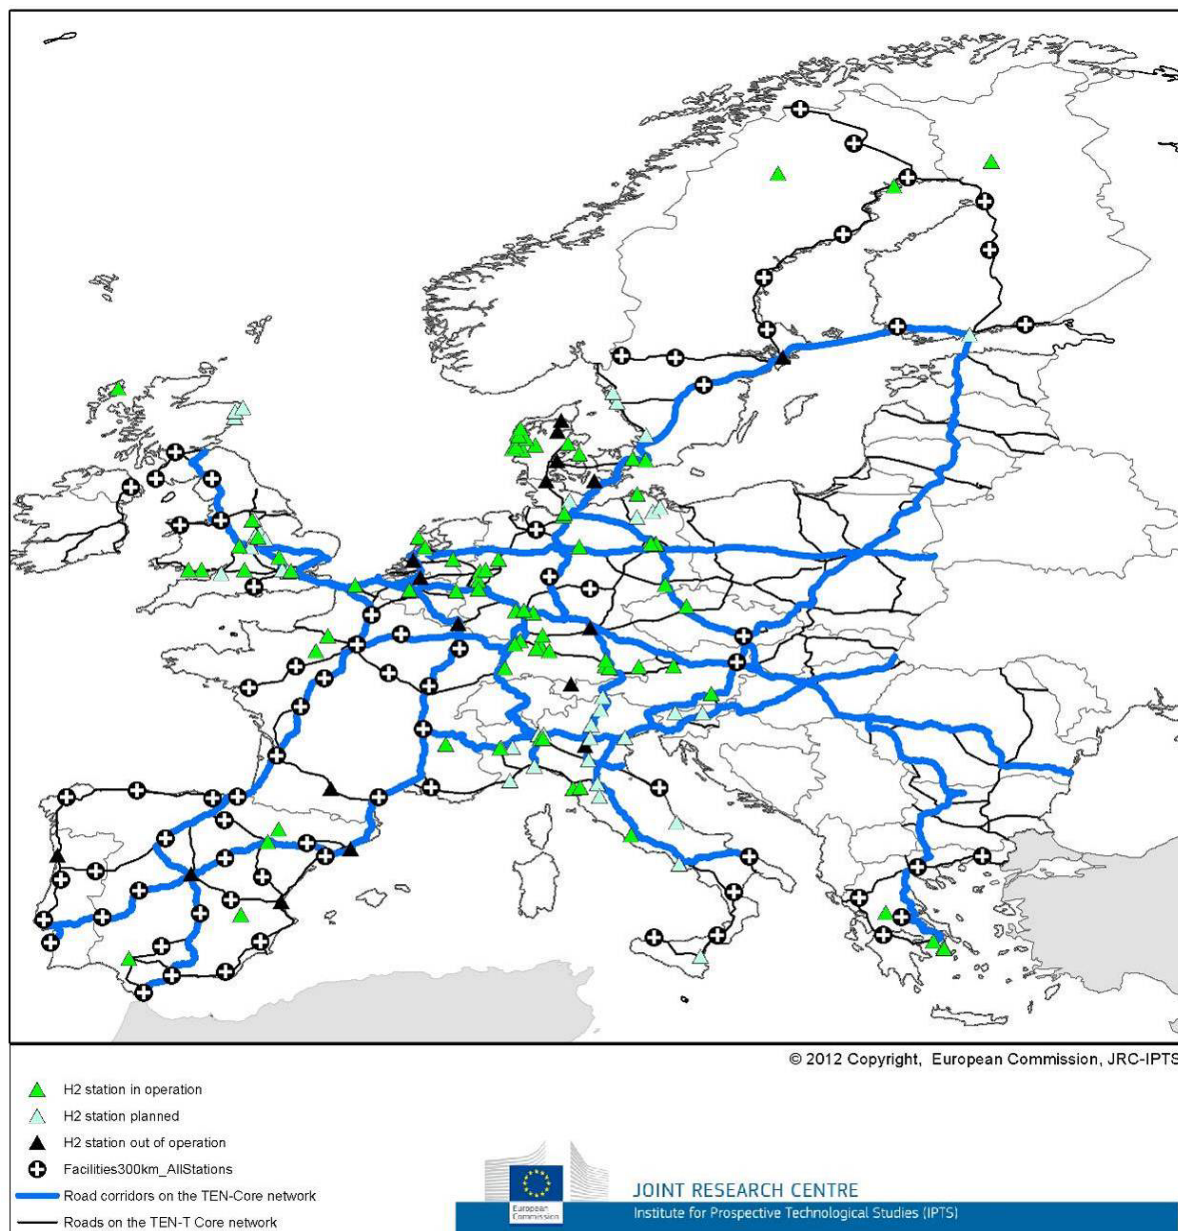 © 2012 Copyright, European Commission, JRC-IPTS
H2 station in operation
H2 station planned
H2 station out of operation
Facilities300km_AllStations
Road corridors on the TEN-Core network
Roads on the TEN-T Core network
European
Commission
JOINT RESEARCH CENTRE
Institute for Prospective Technological Studies (IPTS)